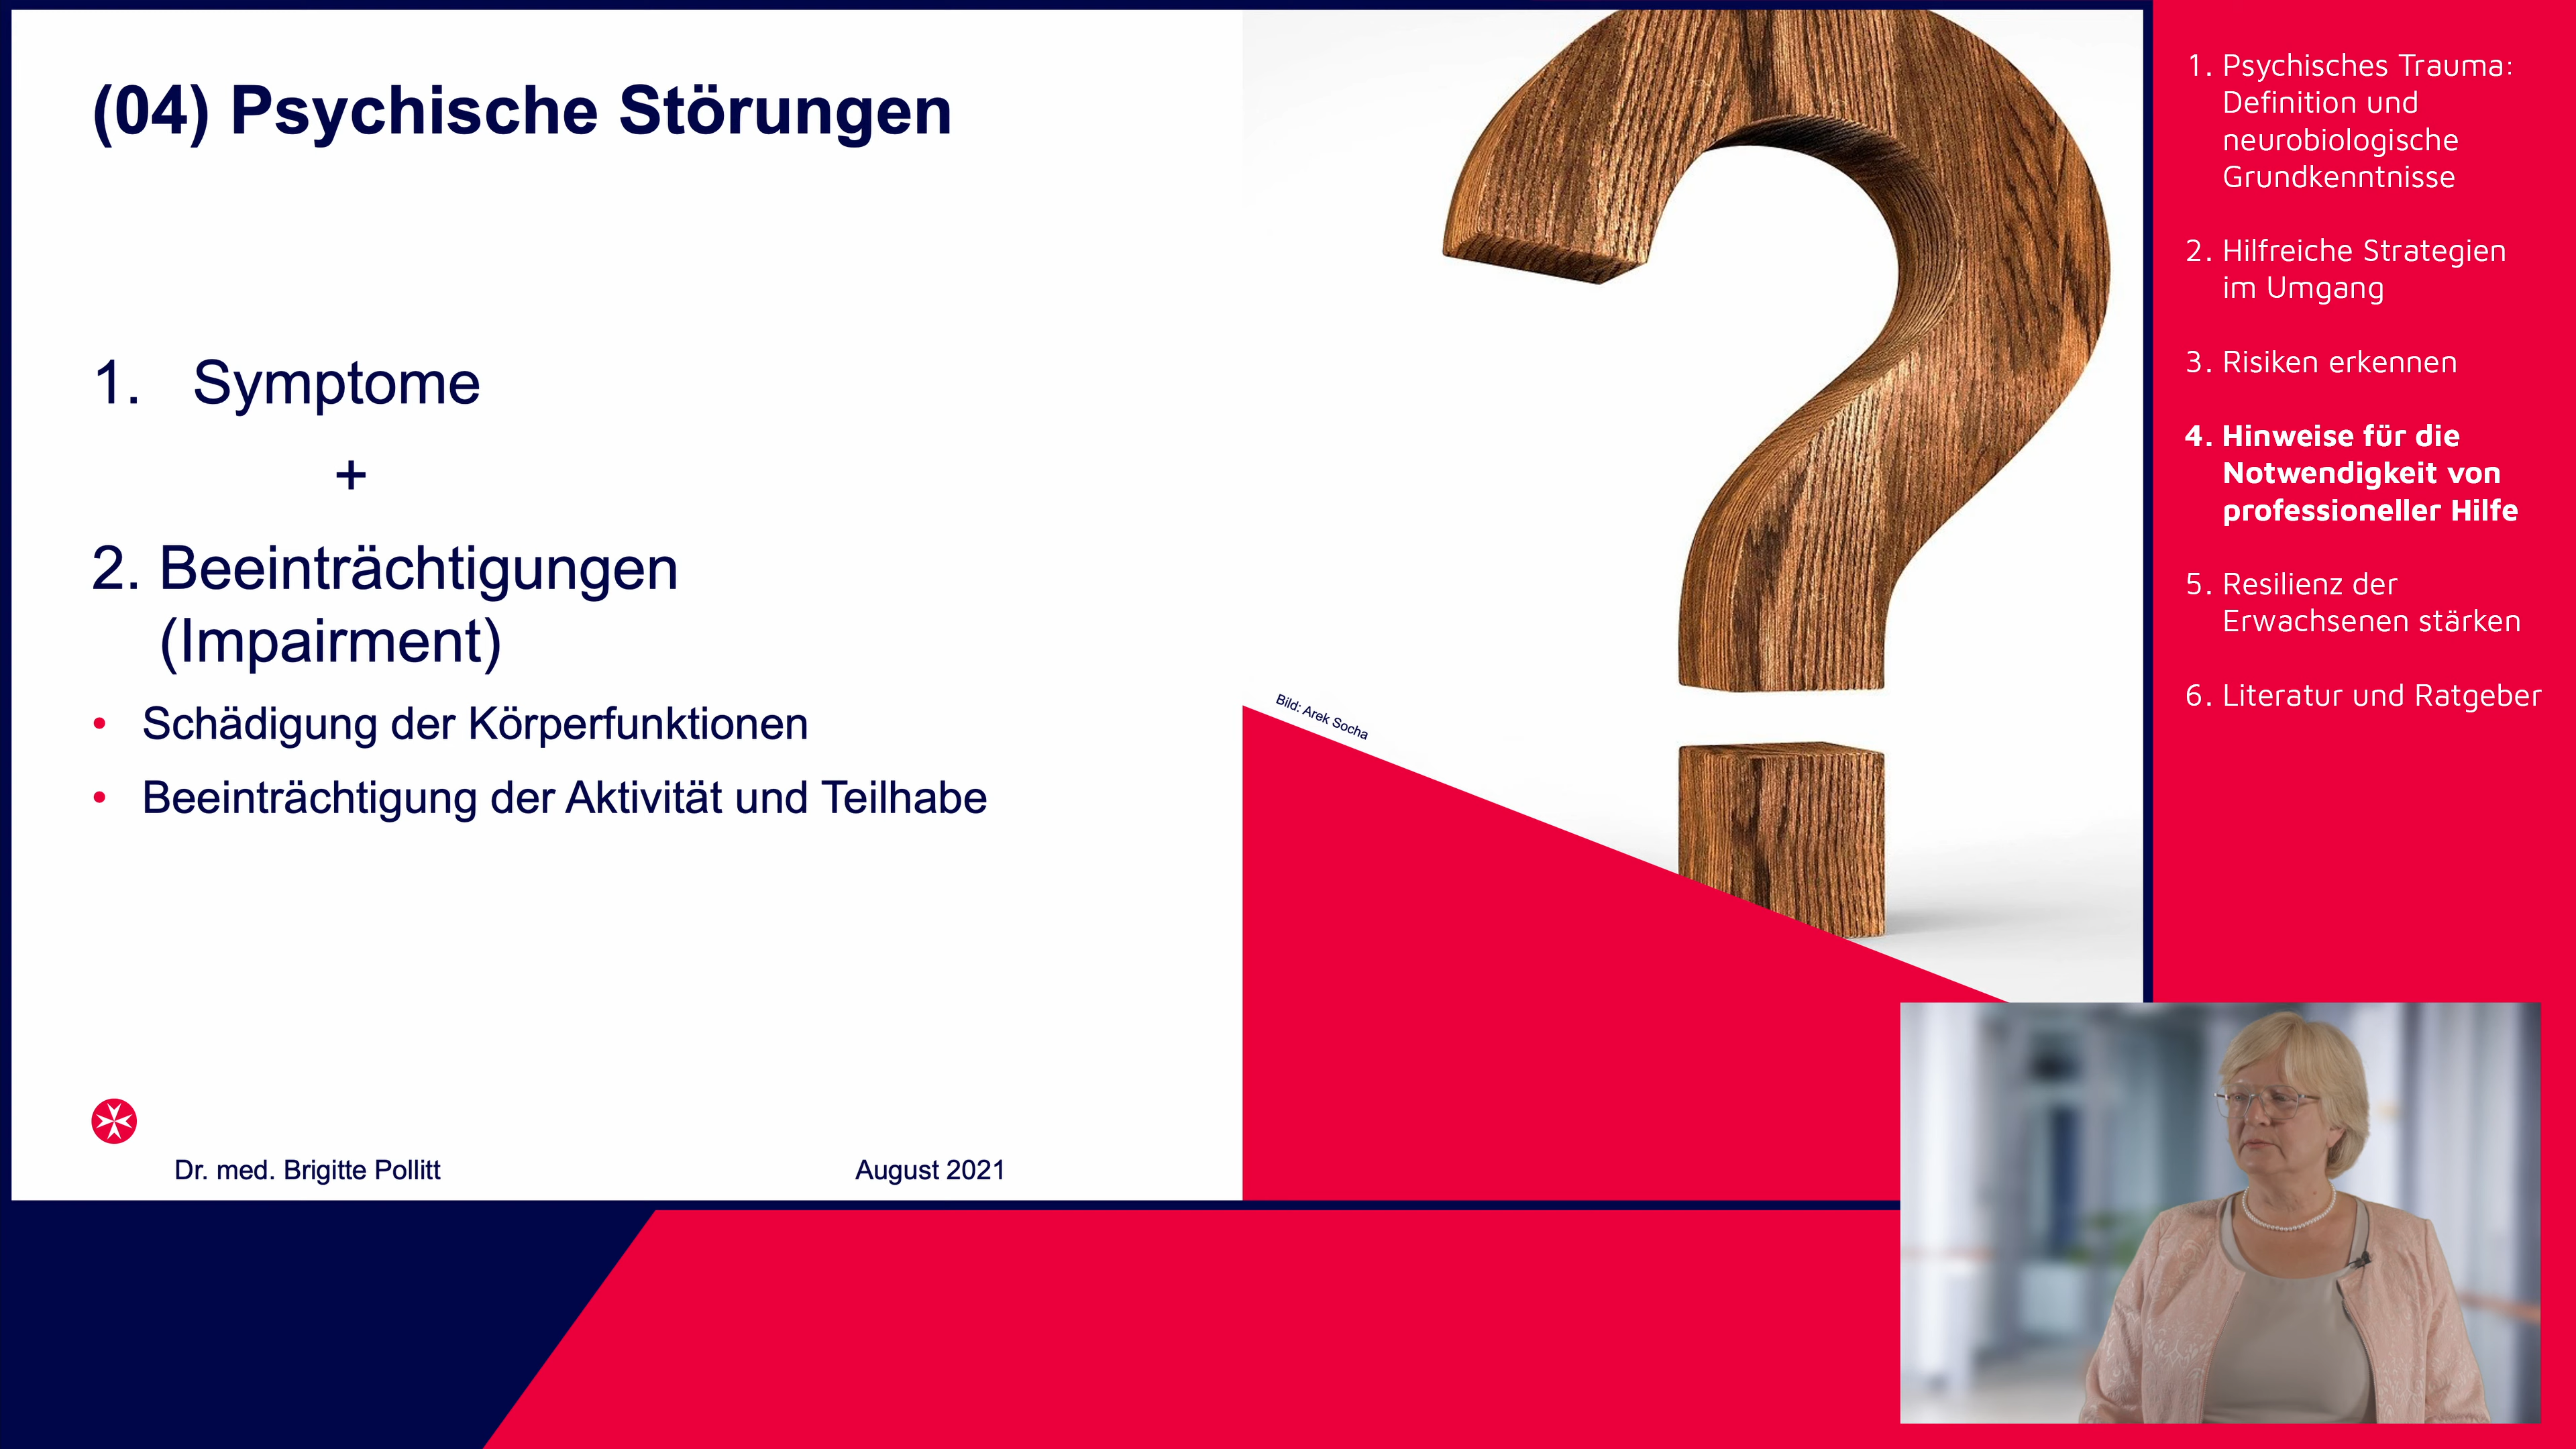 (04) Psychische Störungen
1. Symptome
+
2. Beeinträchtigungen
(Impairment)
• Schädigung der Körperfunktionen
• Beeinträchtigung der Aktivität und Teilhabe
Bild: Arek Socha
Dr. med. Brigitte Pollitt
August 2021
1. Psychisches Trauma:
Definition und
neurobiologische
Grundkenntnisse
2. Hilfreiche Strategien
im Umgang
3. Risiken erkennen
4. Hinweise für die
Notwendigkeit von
professioneller Hilfe
5. Resilienz der
Erwachsenen stärken
6. Literatur und Ratgeber